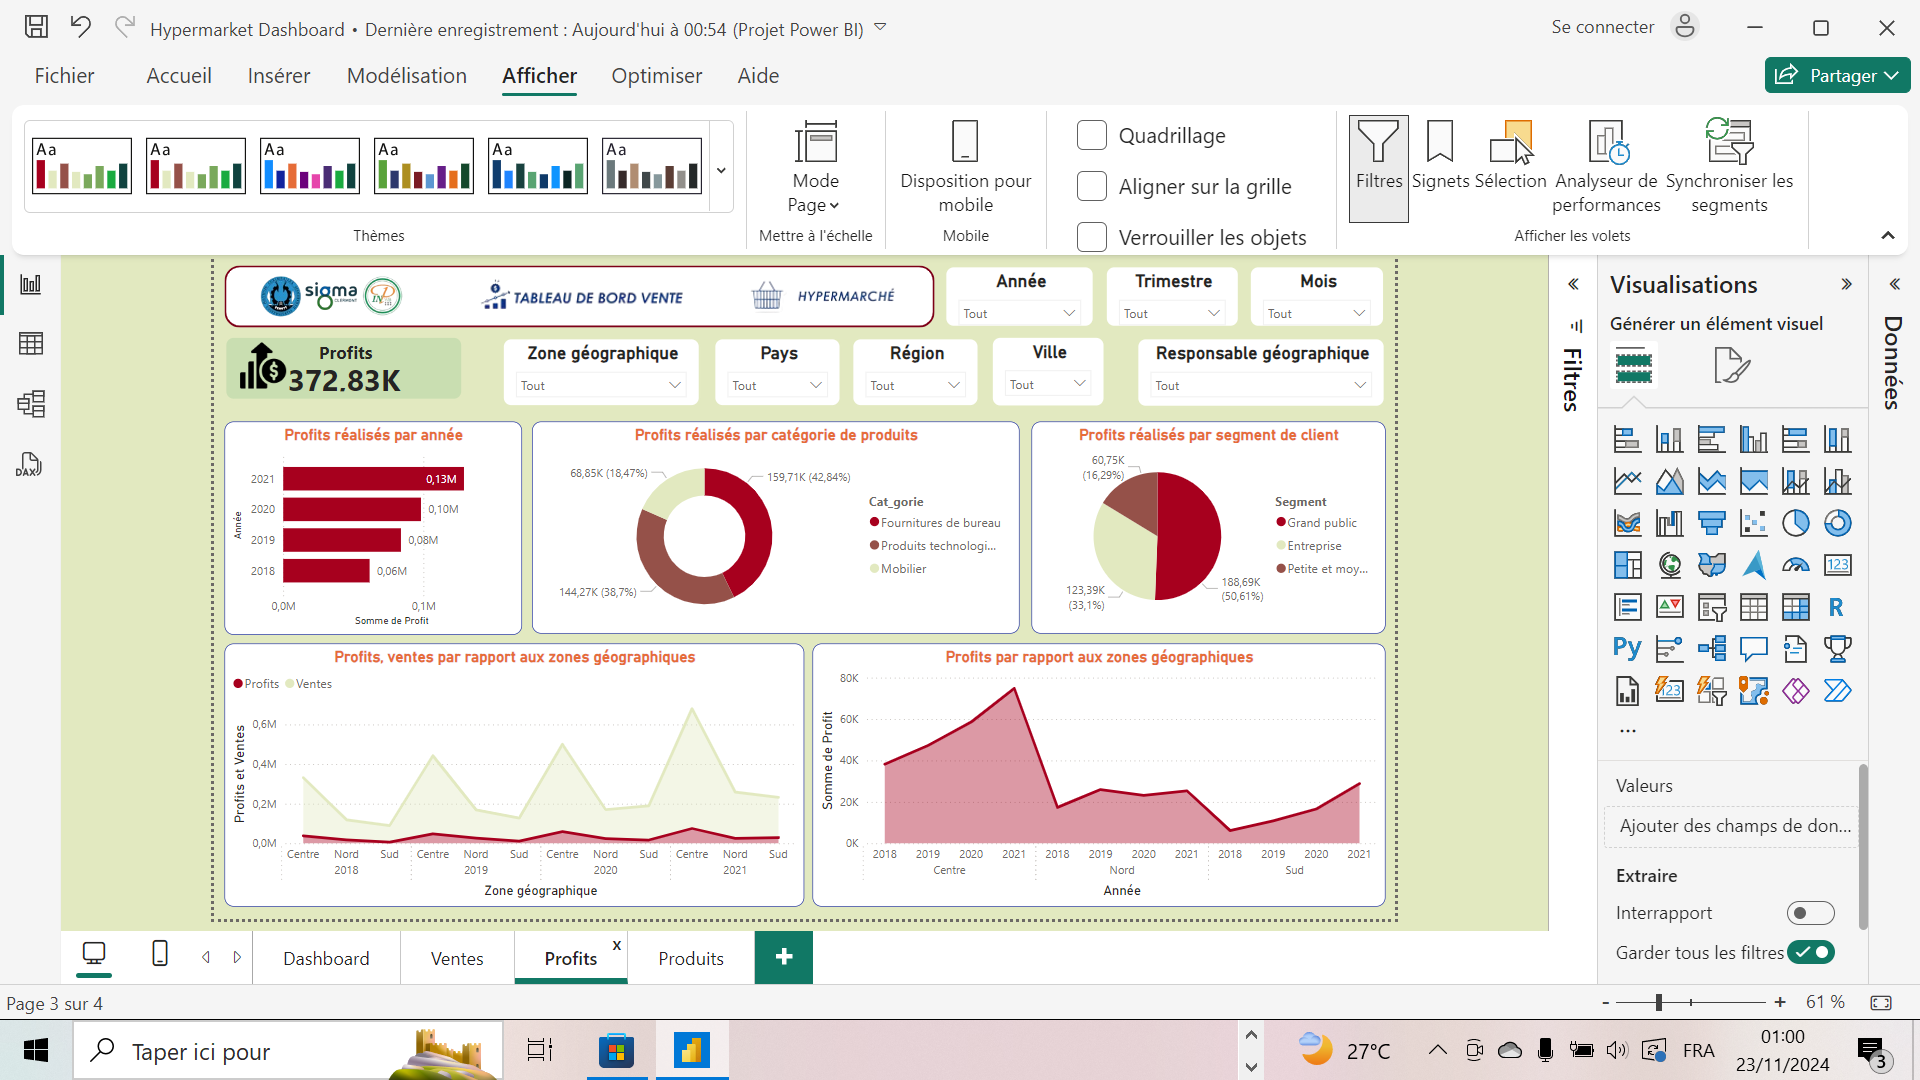 Hypermarket Dashboard • Dernière enregistrement : Aujourd'hui à 00:54 (Projet Power BI)
Se connecter
Fichier
Accueil
Insérer
Modélisation
Afficher
Optimiser
Aide
Partager
Aa
Aa
Aa
Aa
Aa
Aa
Thèmes
Mode
Page
Mettre à l'échelle
Disposition pour
mobile
Mobile
Quadrillage
Aligner sur la grille
Verrouiller les objets
Filtres
Signets
Sélection
Analyseur de
performances
Synchroniser les
segments
Afficher les volets
sigma
CLERMONT
TABLEAU DE BORD VENTE
HYPERMARCHÉ
Année
Tout
Trimestre
Tout
Mois
Tout
Profits
372,83K
Zone géographique
Tout
Pays
Tout
Région
Tout
Ville
Tout
Responsable géographique
Tout
Profits réalisés par année
Année
2021
0,13M
2020
0,10M
2019
0,08M
2018
0,06M
0,0M
0,1M
Somme de Profit
Profits réalisés par catégorie de produits
68,85K (18,47%)
159,71K (42,84%)
144,27K (38,7%)
Cat_gorie
Fournitures de bureau
Produits technologi...
Mobilier
Profits réalisés par segment de client
60,75K
(16,29%)
123,39K
(33,1%)
188,69K
(50,61%)
Segment
Grand public
Entreprise
Petite et moy...
Profits, ventes par rapport aux zones géographiques
Profits
Ventes
Profits et Ventes
0,6M
0,4M
0,2M
0,0M
Centre Nord Sud Centre Nord Sud Centre Nord Sud Centre Nord Sud
2018 2019 2020 2021
Zone géographique
Profits par rapport aux zones géographiques
Somme de Profit
80K
60K
40K
20K
0K
2018 2019 2020 2021 2018 2019 2020 2021 2018 2019 2020 2021
Centre Nord Sud
Année
Filtres
Visualisations
Générer un élément visuel
123
R
Py
123
...
Valeurs
Ajouter des champs de don...
Extraire
Interrapport
Garder tous les filtres
Données
DAX
Dashboard
Ventes
Profits
x
Produits
+
Page 3 sur 4
-
+
61 %
Taper ici pour
27°C
FRA
01:00
23/11/2024
3